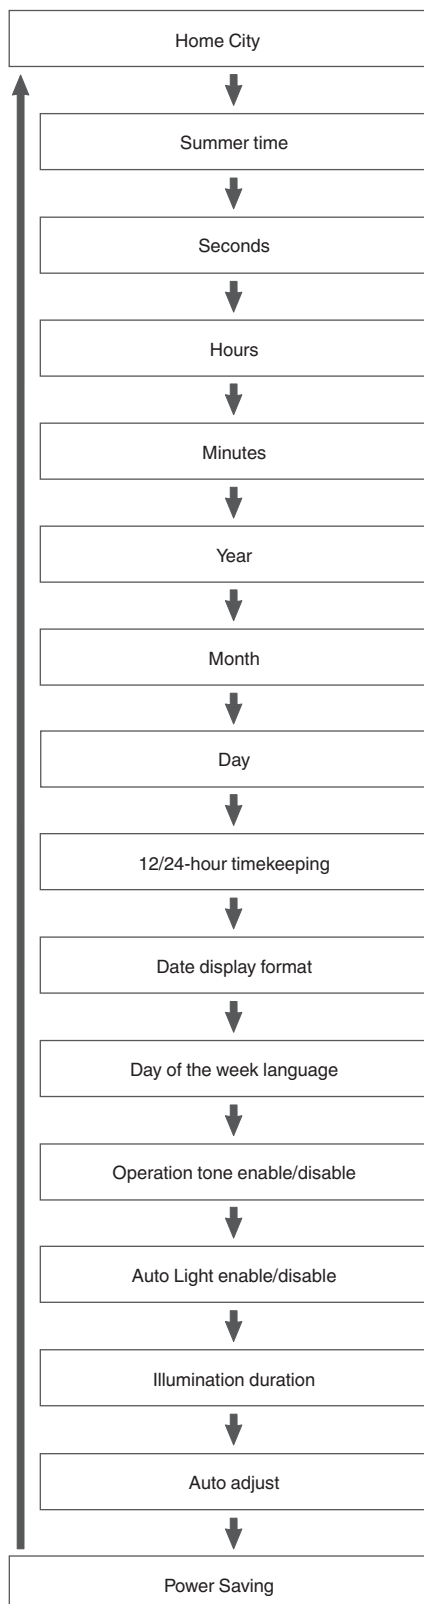 Home City
Summer time
Seconds
Hours
Minutes
Year
Month
Day
12/24-hour timekeeping
Date display format
Day of the week language
Operation tone enable/disable
Auto Light enable/disable
Illumination duration
Auto adjust
Power Saving